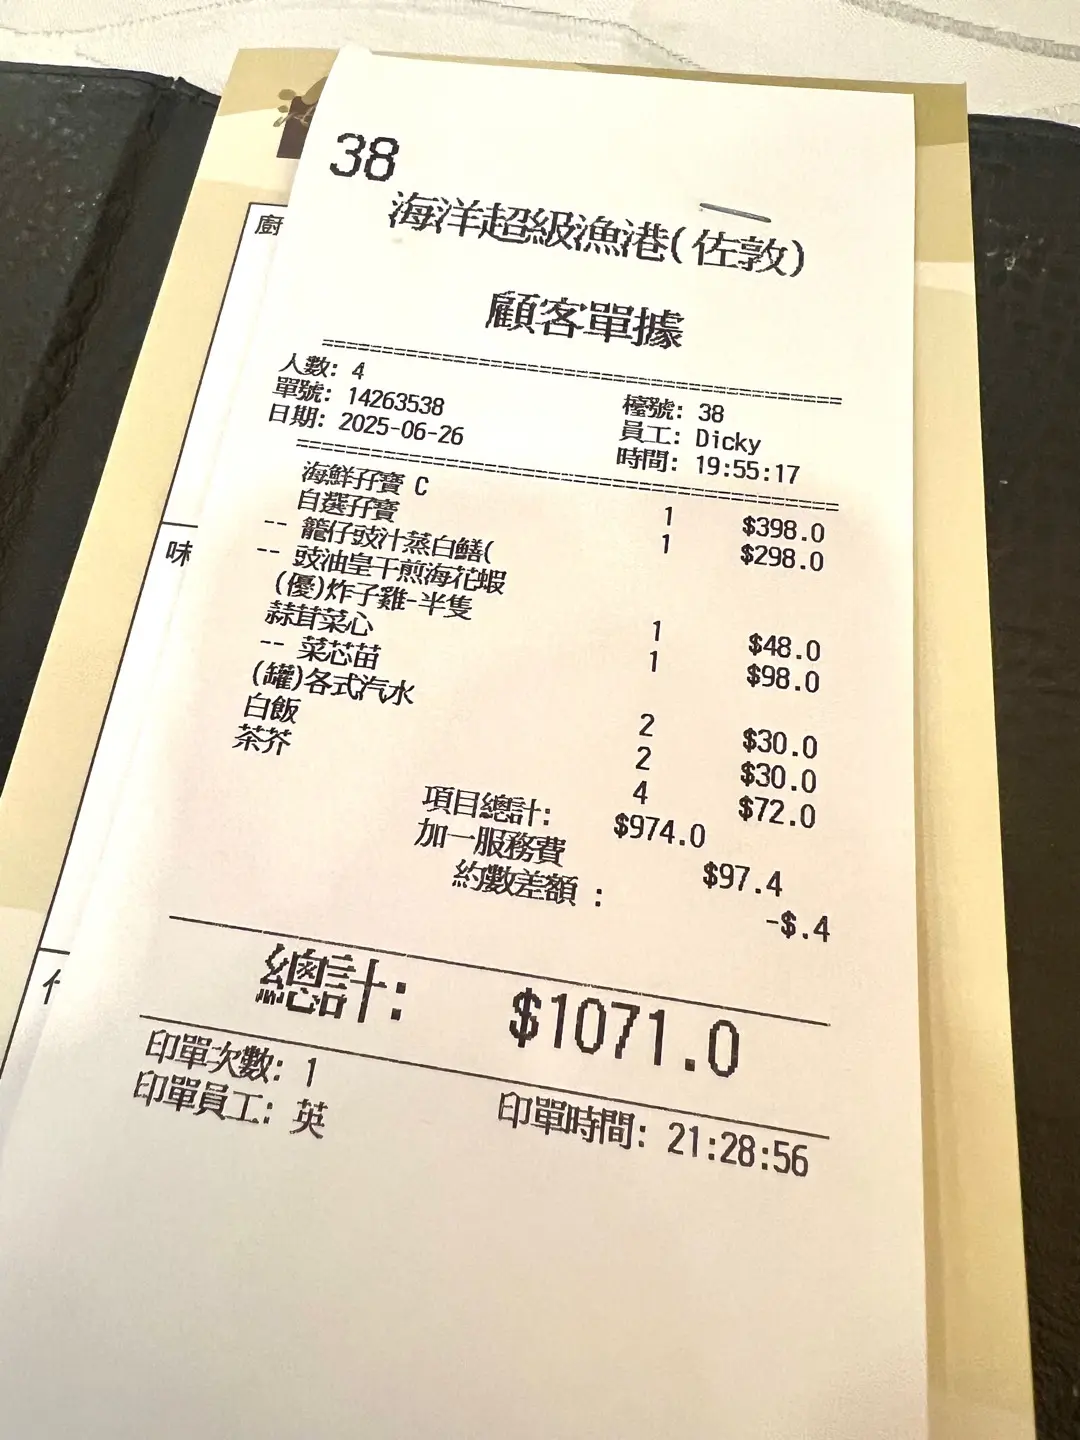 38
海洋超級漁港(佐敦)
顧客單據
人數: 4
單號: 14263538 檯號: 38
日期: 2025-06-26 員工: Dicky
時間: 19:55:17
海鮮孖寶 C 1 $398.0
自選孖寶 1 $298.0
-- 籠仔豉汁蒸白鱔(
-- 豉油皇干煎海花蝦
(優)炸子雞-半隻 1 $48.0
蒜茸菜心 1 $98.0
-- 菜芯苗
(罐)各式汽水 2 $30.0
白飯 2 $30.0
茶芥 4 $72.0
項目總計: $974.0
加一服務費 $97.4
約數差額 : -$.4
總計: $1071.0
印單次數: 1
印單員工: 英 印單時間: 21:28:56
廚
味